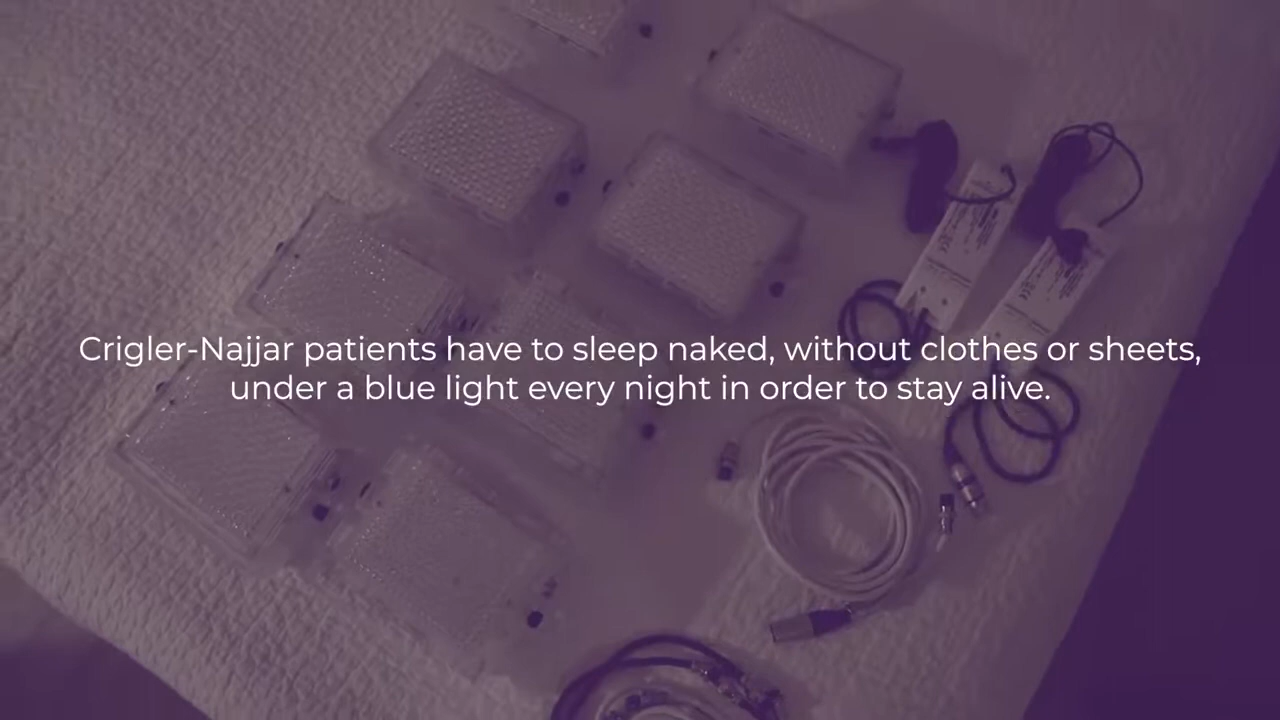 Crigler-Najjar patients have to sleep naked, without clothes or sheets,
under a blue light every night in order to stay alive.